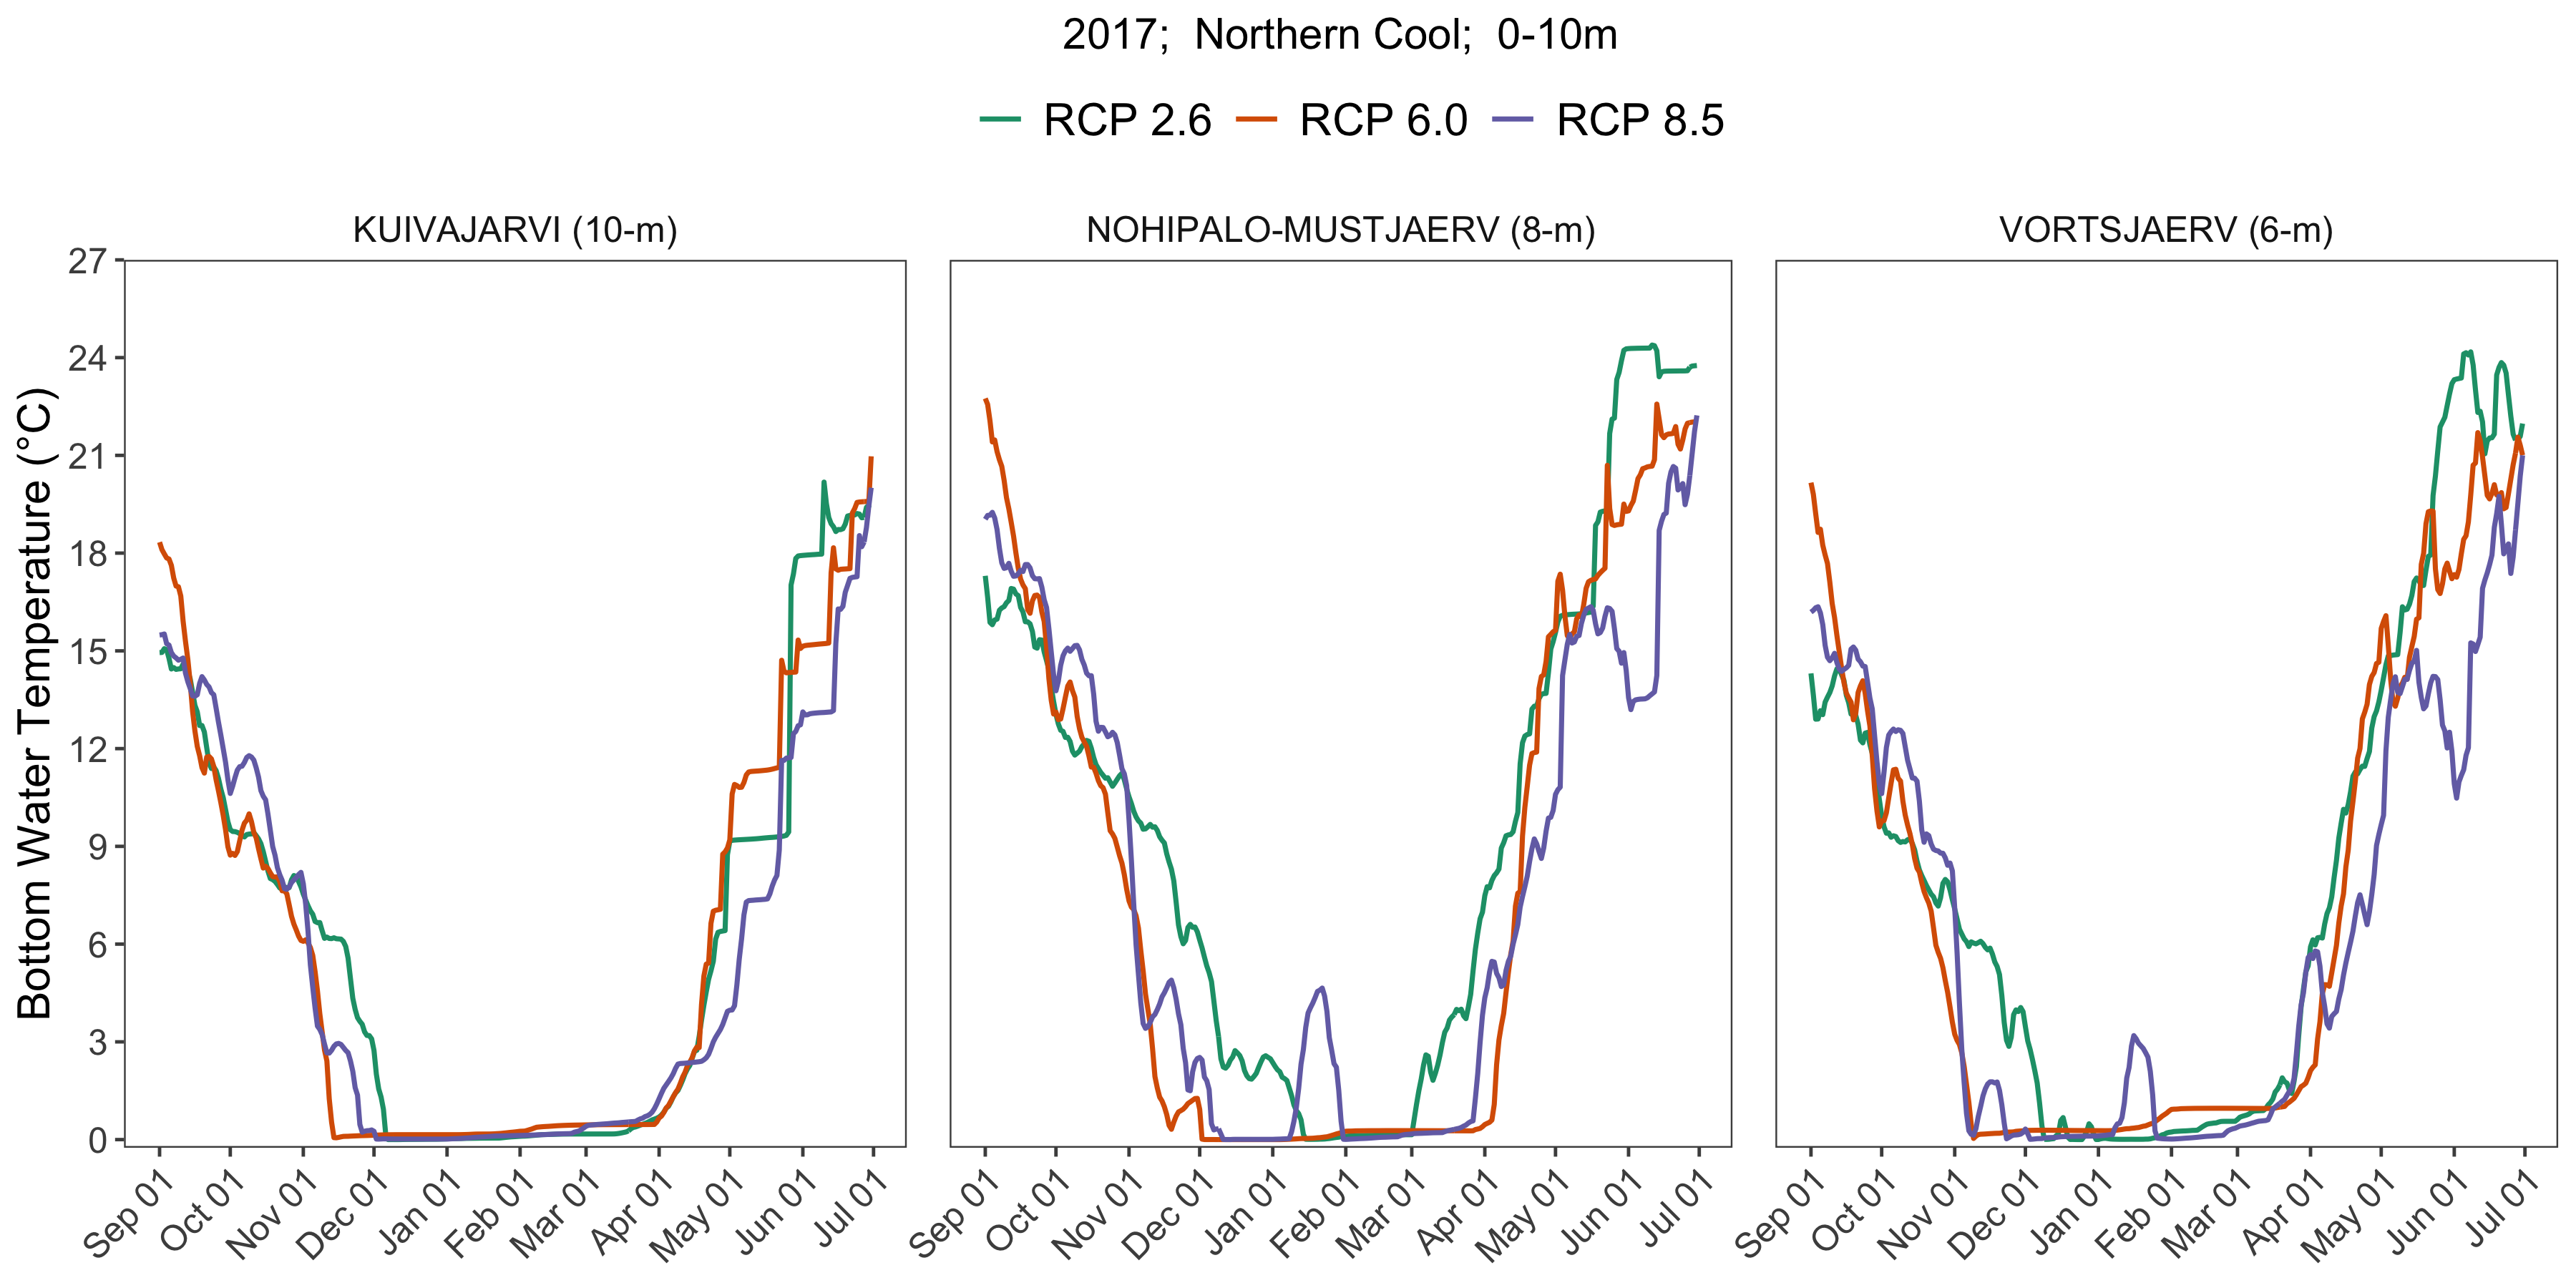 2017;  Northern Cool;  0-10m
RCP 2.6 RCP 6.0 RCP 8.5
KUIVAJARVI (10-m) NOHIPALO-MUSTJAERV (8-m) VORTSJAERV (6-m)
Bottom Water Temperature (°C)
27
24
21
18
15
12
9
6
3
0
Sep 01 Oct 01 Nov 01 Dec 01 Jan 01 Feb 01 Mar 01 Apr 01 May 01 Jun 01 Jul 01 Sep 01 Oct 01 Nov 01 Dec 01 Jan 01 Feb 01 Mar 01 Apr 01 May 01 Jun 01 Jul 01 Sep 01 Oct 01 Nov 01 Dec 01 Jan 01 Feb 01 Mar 01 Apr 01 May 01 Jun 01 Jul 01